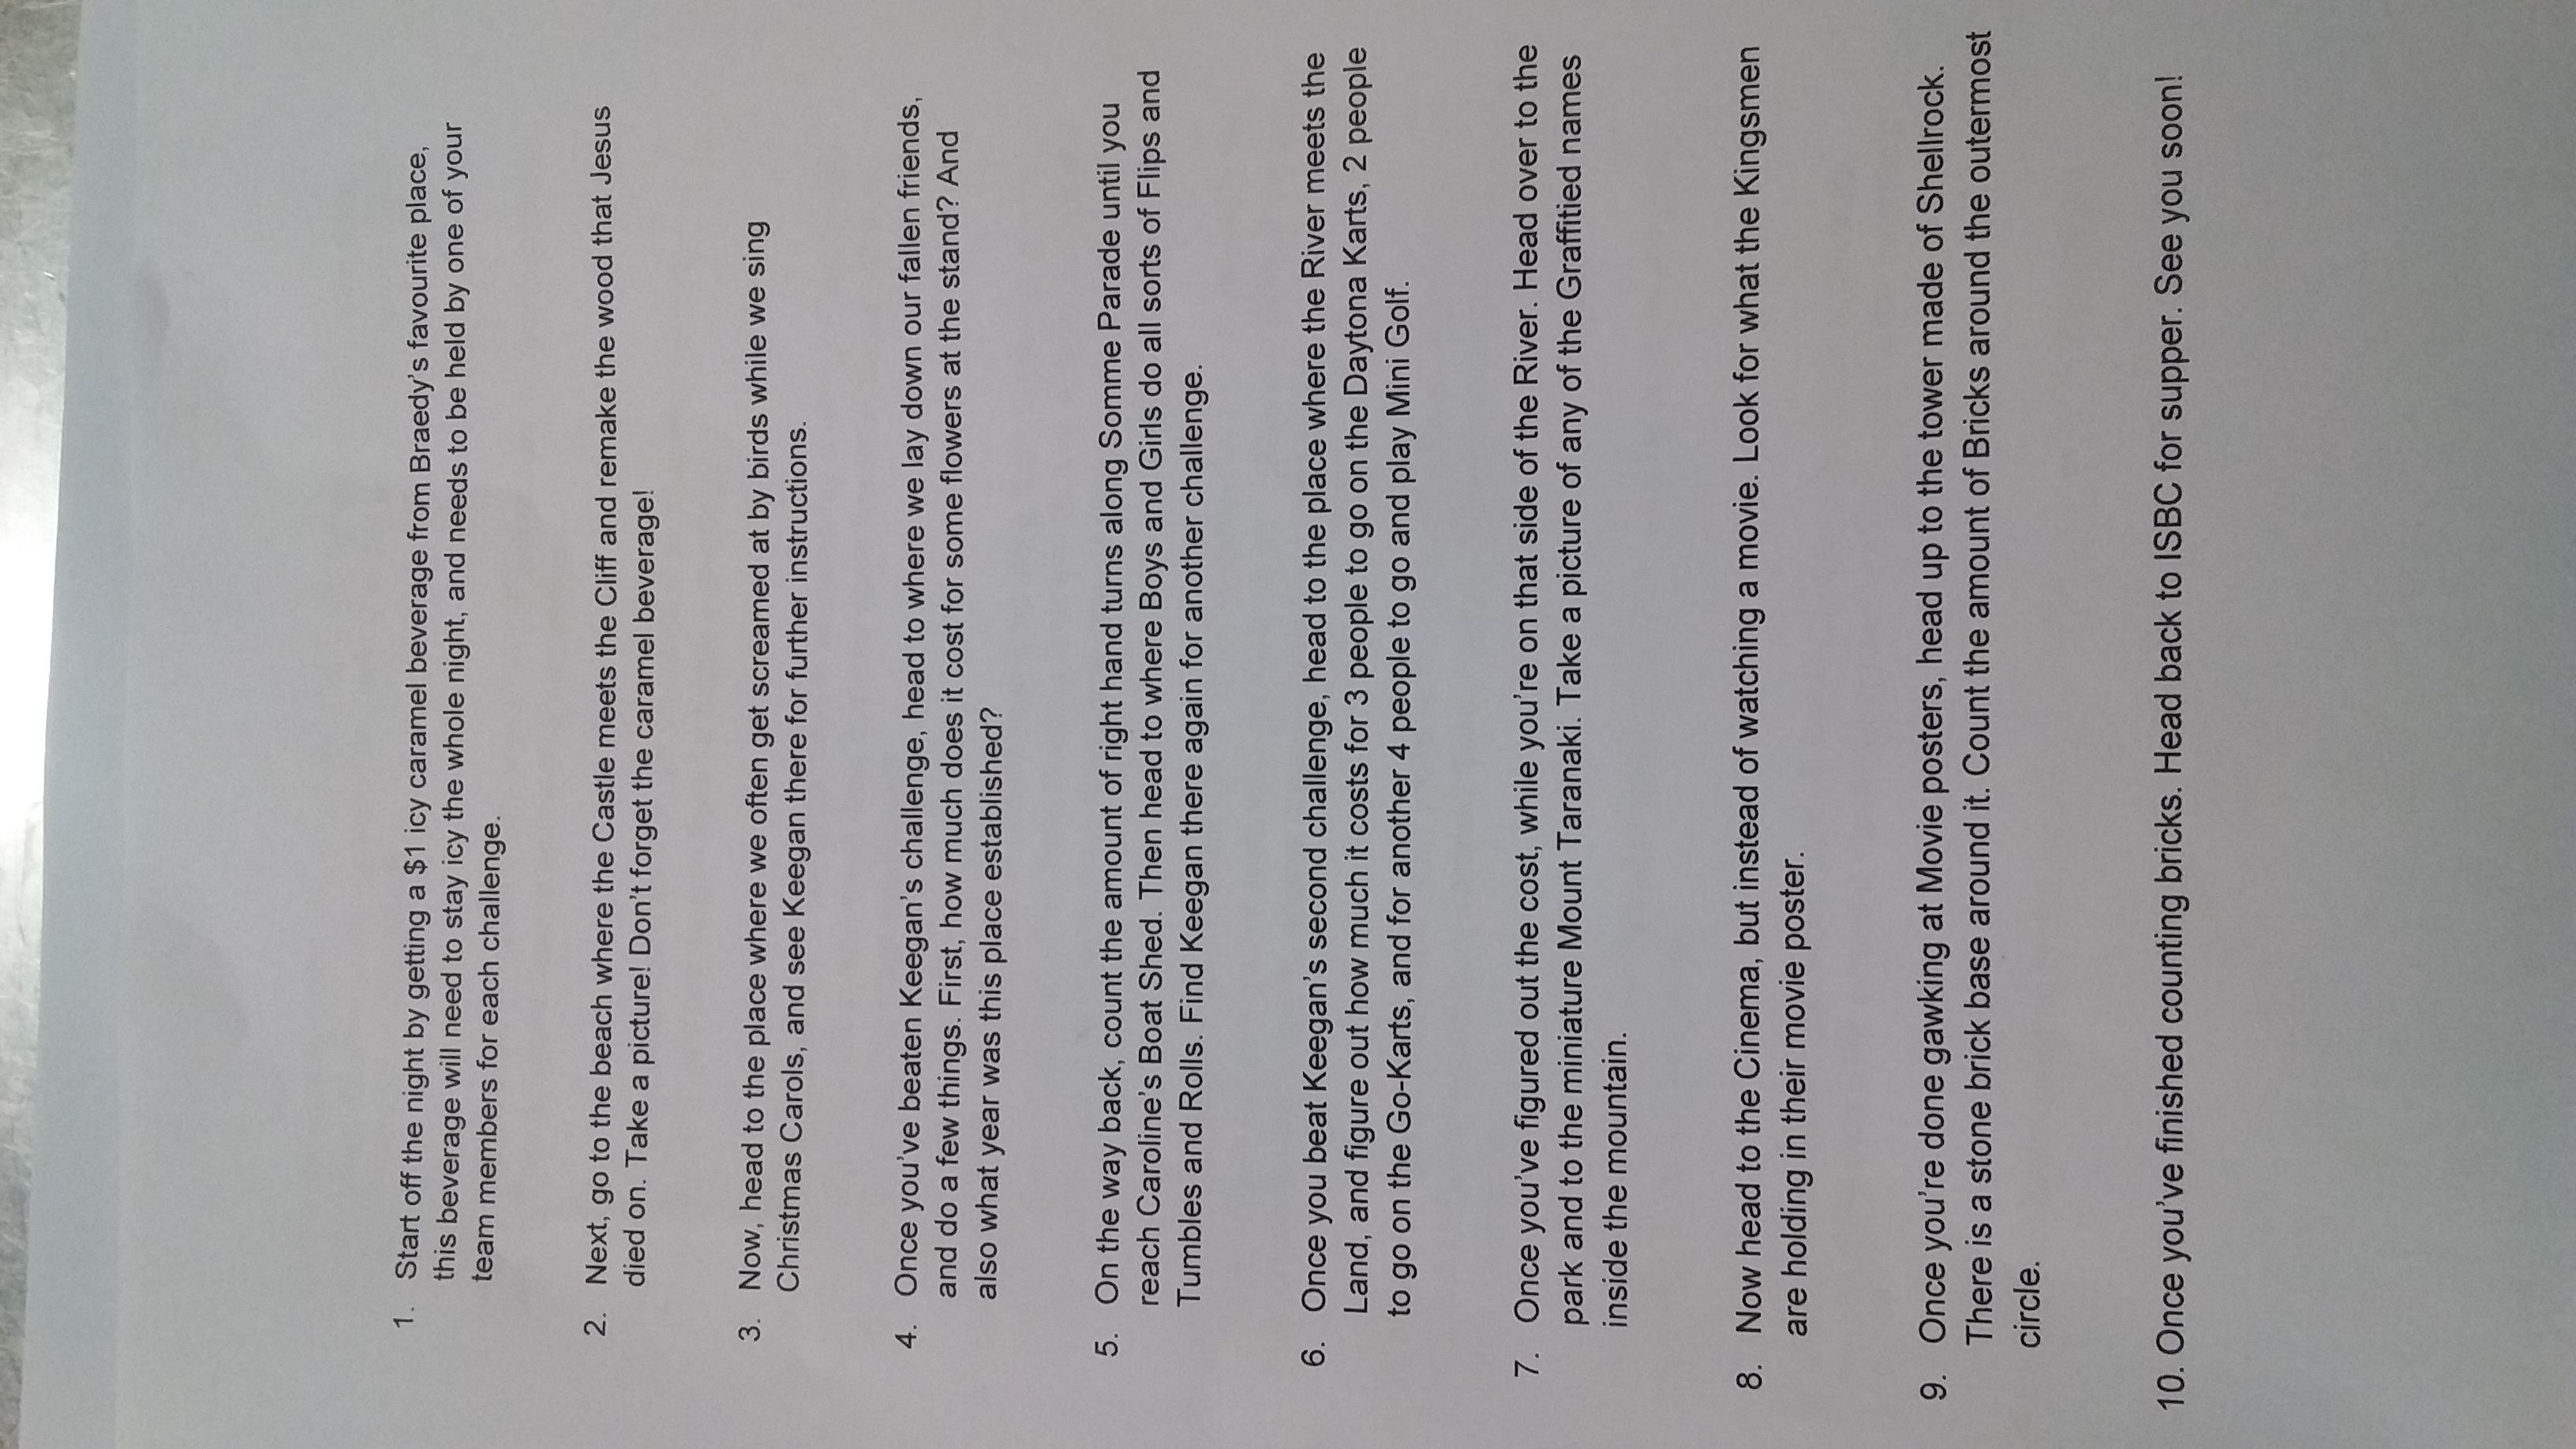 1. Start off the night by getting a $1 icy caramel beverage from Braedy's favourite place,
this beverage will need to stay icy the whole night, and needs to be held by one of your
team members for each challenge.
2. Next, go to the beach where the Castle meets the Cliff and remake the wood that Jesus
died on. Take a picture! Don't forget the caramel beverage!
3. Now, head to the place where we often get screamed at by birds while we sing
Christmas Carols, and see Keegan there for further instructions.
4. Once you've beaten Keegan's challenge, head to where we lay down our fallen friends,
and do a few things. First, how much does it cost for some flowers at the stand? And
also what year was this place established?
5. On the way back, count the amount of right hand turns along Somme Parade until you
reach Caroline's Boat Shed. Then head to where Boys and Girls do all sorts of Flips and
Tumbles and Rolls. Find Keegan there again for another challenge.
6. Once you beat Keegan's second challenge, head to the place where the River meets the
Land, and figure out how much it costs for 3 people to go on the Daytona Karts, 2 people
to go on the Go-Karts, and for another 4 people to go and play Mini Golf.
7. Once you've figured out the cost, while you're on that side of the River. Head over to the
park and to the miniature Mount Taranaki. Take a picture of any of the Graffitied names
inside the mountain.
8. Now head to the Cinema, but instead of watching a movie. Look for what the Kingsmen
are holding in their movie poster.
9. Once you're done gawking at Movie posters, head up to the tower made of Shellrock.
There is a stone brick base around it. Count the amount of Bricks around the outermost
circle.
10. Once you've finished counting bricks. Head back to ISBC for supper. See you soon!